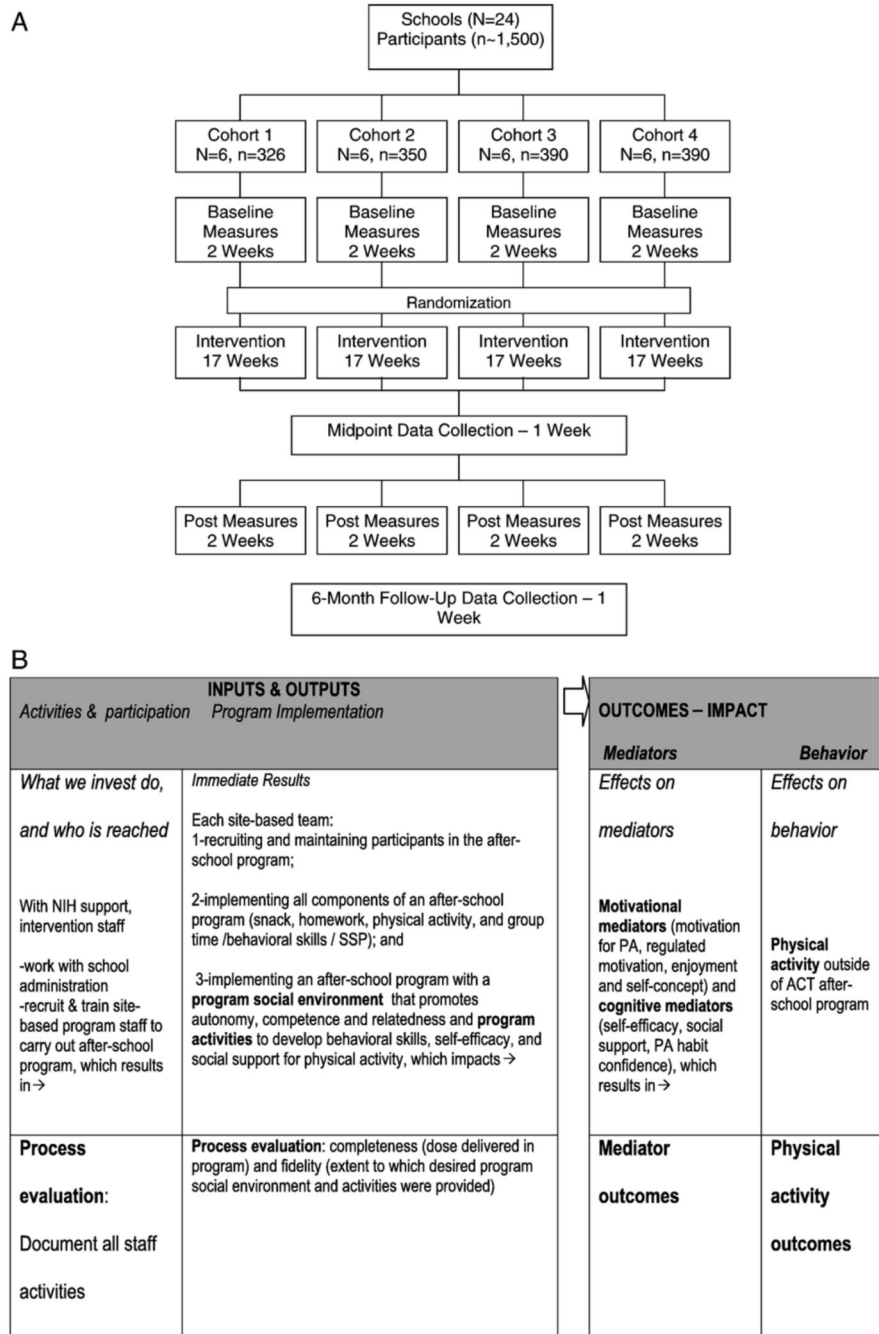 A
Schools (N=24)
Participants (n~1,500)
Cohort 1
N=6, n=326
Cohort 2
N=6, n=350
Cohort 3
N=6, n=390
Cohort 4
N=6, n=390
Baseline
Measures
2 Weeks
Baseline
Measures
2 Weeks
Baseline
Measures
2 Weeks
Baseline
Measures
2 Weeks
Randomization
Intervention
17 Weeks
Intervention
17 Weeks
Intervention
17 Weeks
Intervention
17 Weeks
Midpoint Data Collection – 1 Week
Post Measures
2 Weeks
Post Measures
2 Weeks
Post Measures
2 Weeks
Post Measures
2 Weeks
6-Month Follow-Up Data Collection – 1
Week
B
INPUTS & OUTPUTS
Activities & participation Program Implementation
OUTCOMES – IMPACT
Mediators Behavior
What we invest do,
and who is reached
With NIH support,
intervention staff
-work with school
administration
-recruit & train site-
based program staff to
carry out after-school
program, which results
in→
Immediate Results
Each site-based team:
1-recruiting and maintaining participants in the after-
school program;
2-implementing all components of an after-school
program (snack, homework, physical activity, and group
time /behavioral skills / SSP); and
3-implementing an after-school program with a
program social environment that promotes
autonomy, competence and relatedness and program
activities to develop behavioral skills, self-efficacy, and
social support for physical activity, which impacts→
Effects on
mediators
Motivational
mediators (motivation
for PA, regulated
motivation, enjoyment
and self-concept) and
cognitive mediators
(self-efficacy, social
support, PA habit
confidence), which
results in→
Effects on
behavior
Physical
activity outside
of ACT after-
school program
Process
evaluation:
Document all staff
activities
Process evaluation: completeness (dose delivered in
program) and fidelity (extent to which desired program
social environment and activities were provided)
Mediator
outcomes
Physical
activity
outcomes